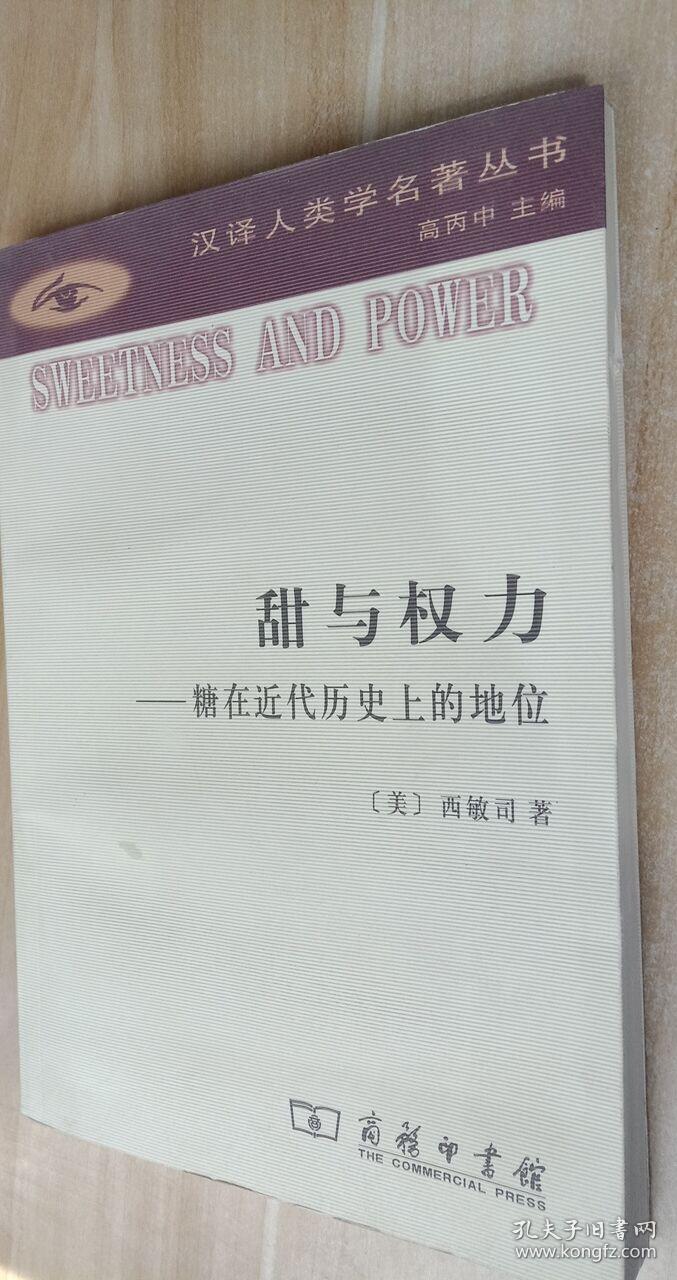 汉译人类学名著丛书
高丙中 主编
SWEETNESS AND POWER
甜与权力
——糖在近代历史上的地位
〔美〕西敏司 著
商務印書館
THE COMMERCIAL PRESS
孔夫子旧书网
www.kongfz.com